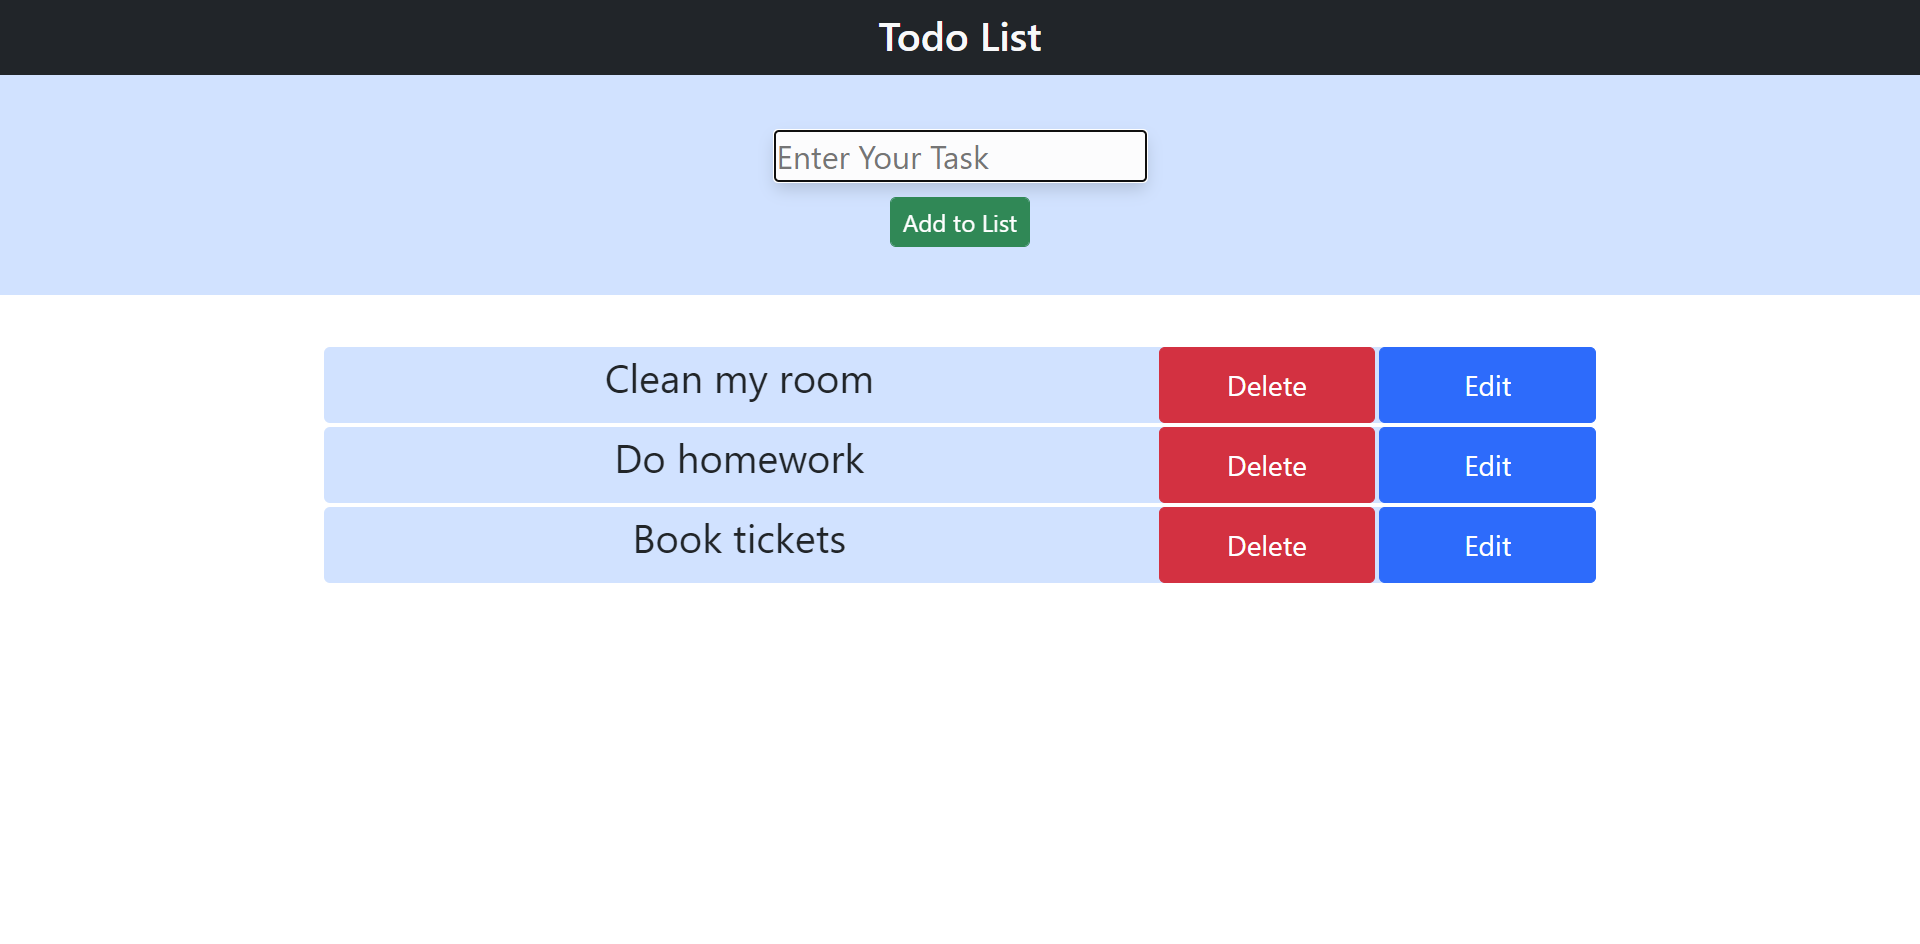 Todo List
Enter Your Task
Add to List
Clean my room Delete Edit
Do homework Delete Edit
Book tickets Delete Edit